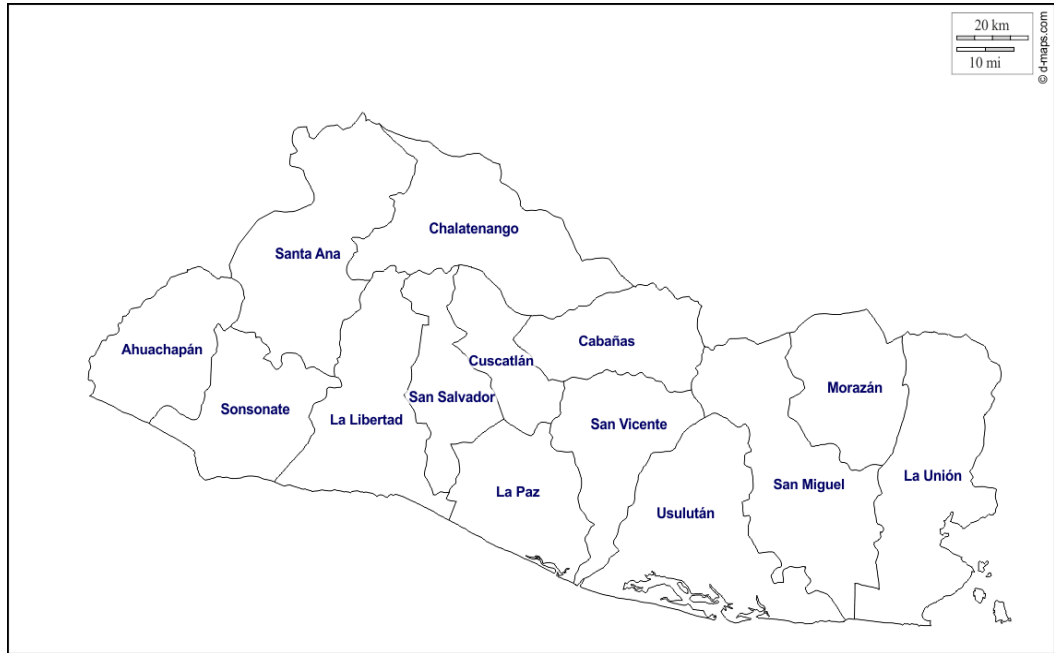 20 km
10 mi
© d-maps.com
Chalatenango
Santa Ana
Ahuachapán
Cabañas
Cuscatlán
Morazán
San Salvador
Sonsonate
La Libertad
San Vicente
La Unión
San Miguel
La Paz
Usulután